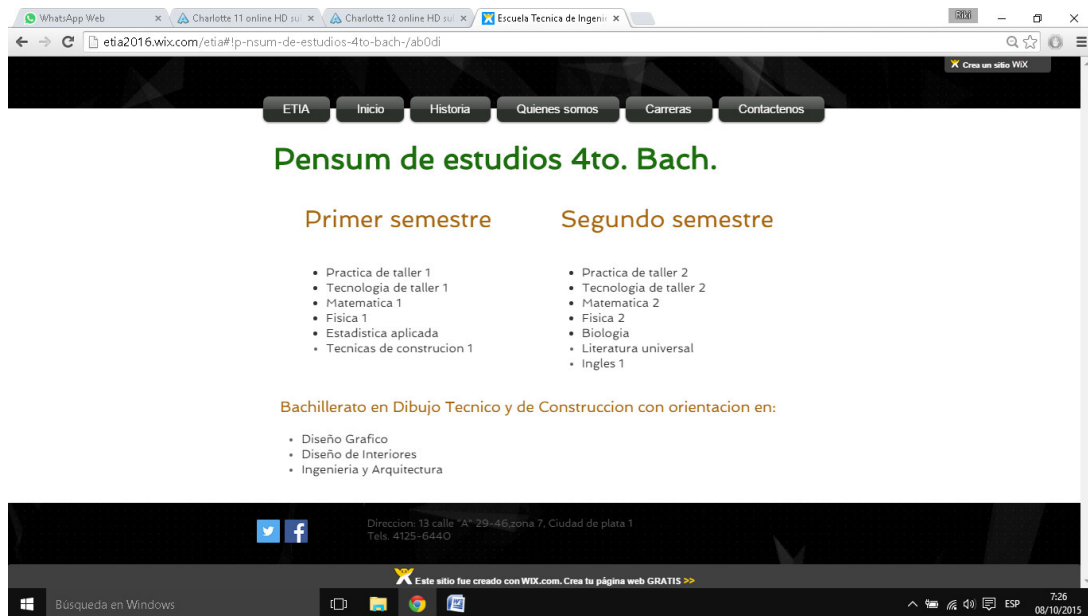 WhatsApp Web
Charlotte 11 online HD sul
Charlotte 12 online HD sul
Escuela Tecnica de Ingeni
Riki
etia2016.wix.com/etia#!p-nsum-de-estudios-4to-bach-/ab0di
Crea un sitio WiX
ETIA
Inicio
Historia
Quienes somos
Carreras
Contactenos
Pensum de estudios 4to. Bach.
Primer semestre
Practica de taller 1
Tecnologia de taller 1
Matematica 1
Fisica 1
Estadistica aplicada
Tecnicas de construcion 1
Segundo semestre
Practica de taller 2
Tecnologia de taller 2
Matematica 2
Fisica 2
Biologia
Literatura universal
Ingles 1
Bachillerato en Dibujo Tecnico y de Construccion con orientacion en:
Diseño Grafico
Diseño de Interiores
Ingenieria y Arquitectura
Direccion: 13 calle "A" 29-46,zona 7, Ciudad de plata 1
Tels. 4125-6440
Este sitio fue creado con WIX.com. Crea tu página web GRATIS >>
Búsqueda en Windows
ESP
7:26
08/10/2015